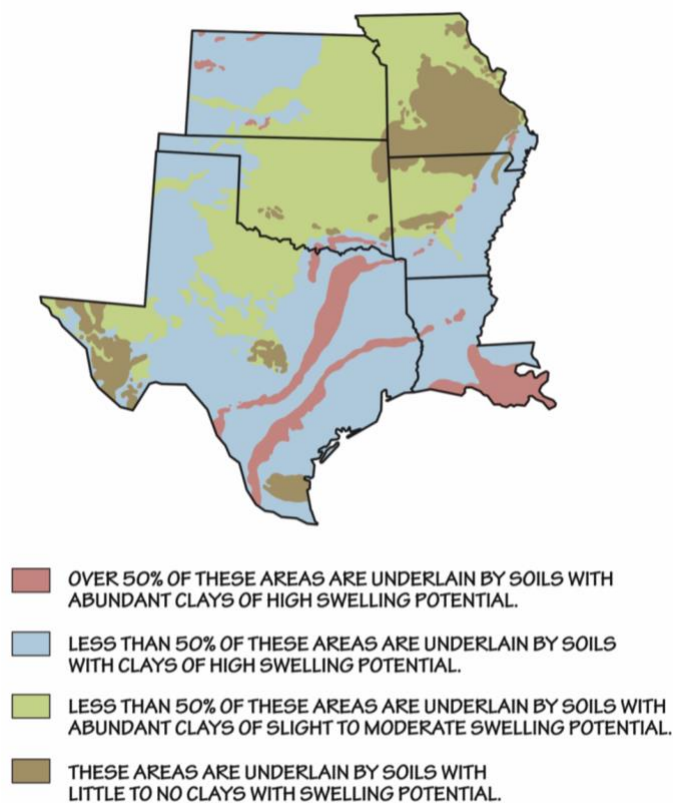 OVER 50% OF THESE AREAS ARE UNDERLAIN BY SOILS WITH
ABUNDANT CLAYS OF HIGH SWELLING POTENTIAL.
LESS THAN 50% OF THESE AREAS ARE UNDERLAIN BY SOILS
WITH CLAYS OF HIGH SWELLING POTENTIAL.
LESS THAN 50% OF THESE AREAS ARE UNDERLAIN BY SOILS WITH
ABUNDANT CLAYS OF SLIGHT TO MODERATE SWELLING POTENTIAL.
THESE AREAS ARE UNDERLAIN BY SOILS WITH
LITTLE TO NO CLAYS WITH SWELLING POTENTIAL.